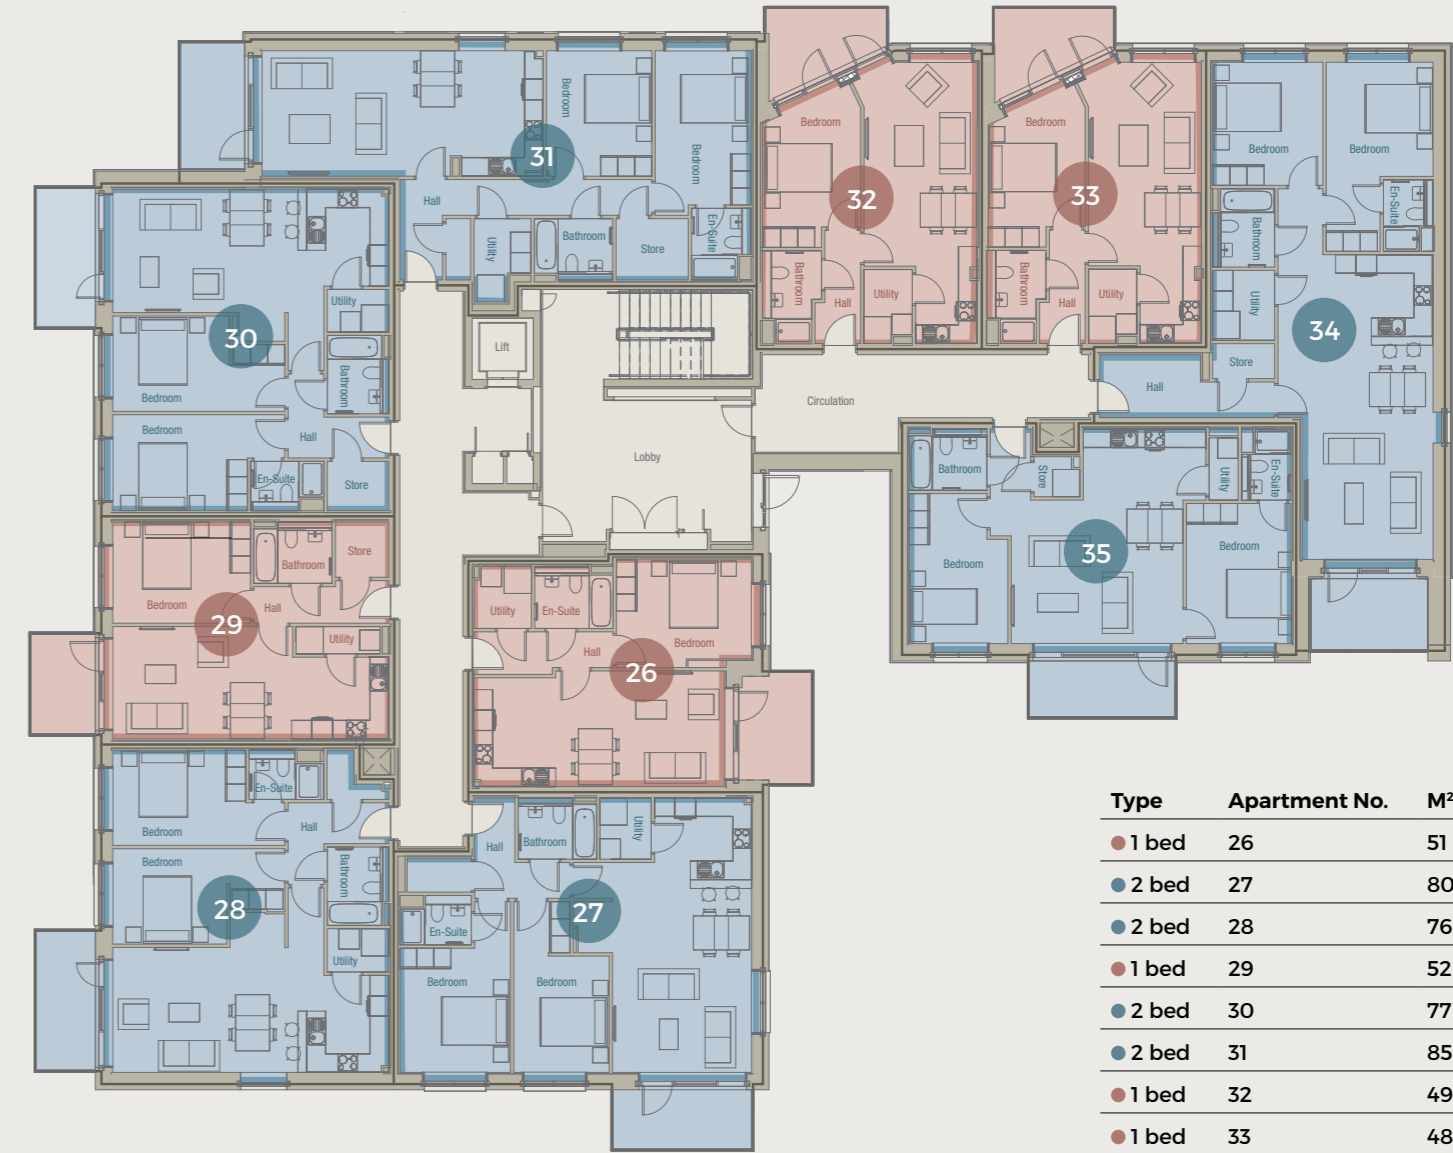 31
Bedroom
Bedroom
Hall
Utility
Bathroom
Store
En-Suite
Bedroom
32
Bathroom
Hall
Utility
Bedroom
33
Bathroom
Hall
Utility
Bedroom
Bedroom
En-Suite
Bathroom
Utility
34
Store
Hall
30
Utility
Bedroom
Bathroom
Bedroom
Hall
En-Suite
Store
Lift
Circulation
Lobby
Bathroom
Store
Utility
En-Suite
35
Bedroom
Bedroom
Bathroom
Store
Bedroom
Hall
29
Utility
Utility
En-Suite
Hall
Bedroom
26
En-Suite
Bedroom
Hall
Bedroom
Bathroom
28
Utility
Hall
Bathroom
Utility
27
En-Suite
Bedroom
Bedroom
Type Apartment No. M²
1 bed 26 51
2 bed 27 80
2 bed 28 76
1 bed 29 52
2 bed 30 77
2 bed 31 85
1 bed 32 49
1 bed 33 48